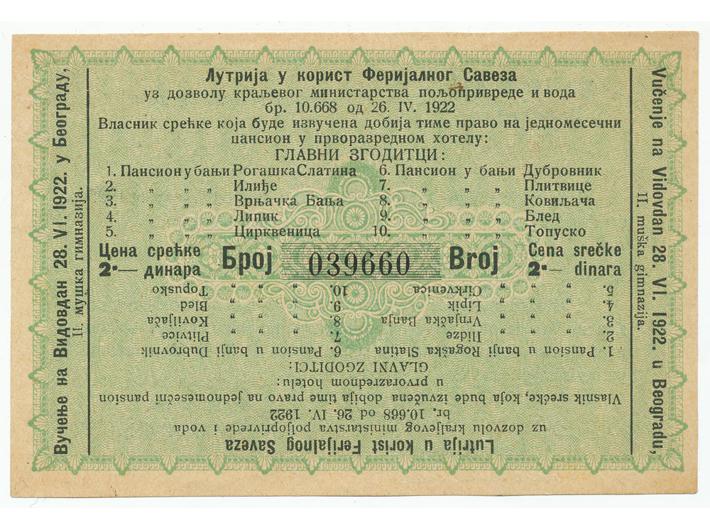 Лутрија у корист Феријалног Савеза
уз дозволу краљевог министарства пољопривреде и вода
бр. 10.668 од 26. IV. 1922
Власник срећке која буде извучена добија тиме право на једномесечни
пансион у прворазредном хотелу:
ГЛАВНИ ЗГОДИТЦИ:
1. Пансион у бањи Рогашка Слатина 6. Пансион у бањи Дубровник
2. „ „ „ Илиџе 7. „ „ „ Плитвице
3. „ „ „ Врњачка Бања 8. „ „ „ Ковиљача
4. „ „ „ Липик 9. „ „ „ Блед
5. „ „ „ Цирквеница 10. „ „ „ Топуско
Цена срећке
2·— динара
Број 039660 Broj
Cena srečke
2·— dinara
Lutrija u korist Ferijalnog Saveza
uz dozvolu kraljevog ministarstva poljoprivrede i voda
br. 10.668 od 26. IV. 1922
Vlasnik srećke, koja bude izvučena dobija time pravo na jednomesečni pansion
u prvorazrednom hotelu:
GLAVNI ZGODITCI:
1. Pansion u banji Rogaška Slatina 6. Pansion u banji Dubrovnik
2. „ „ „ Ilidže 7. „ „ „ Plitvice
3. „ „ „ Vrnjačka Banja 8. „ „ „ Koviljača
4. „ „ „ Lipik 9. „ „ „ Bled
5. „ „ „ Cirkvenica 10. „ „ „ Topusko
Вучење на Видовдан 28. VI. 1922. у Београду,
II. мушка гимназија.
Vučenje na Vidovdan 28. VI. 1922. u Beogradu,
II. muška gimnazija.